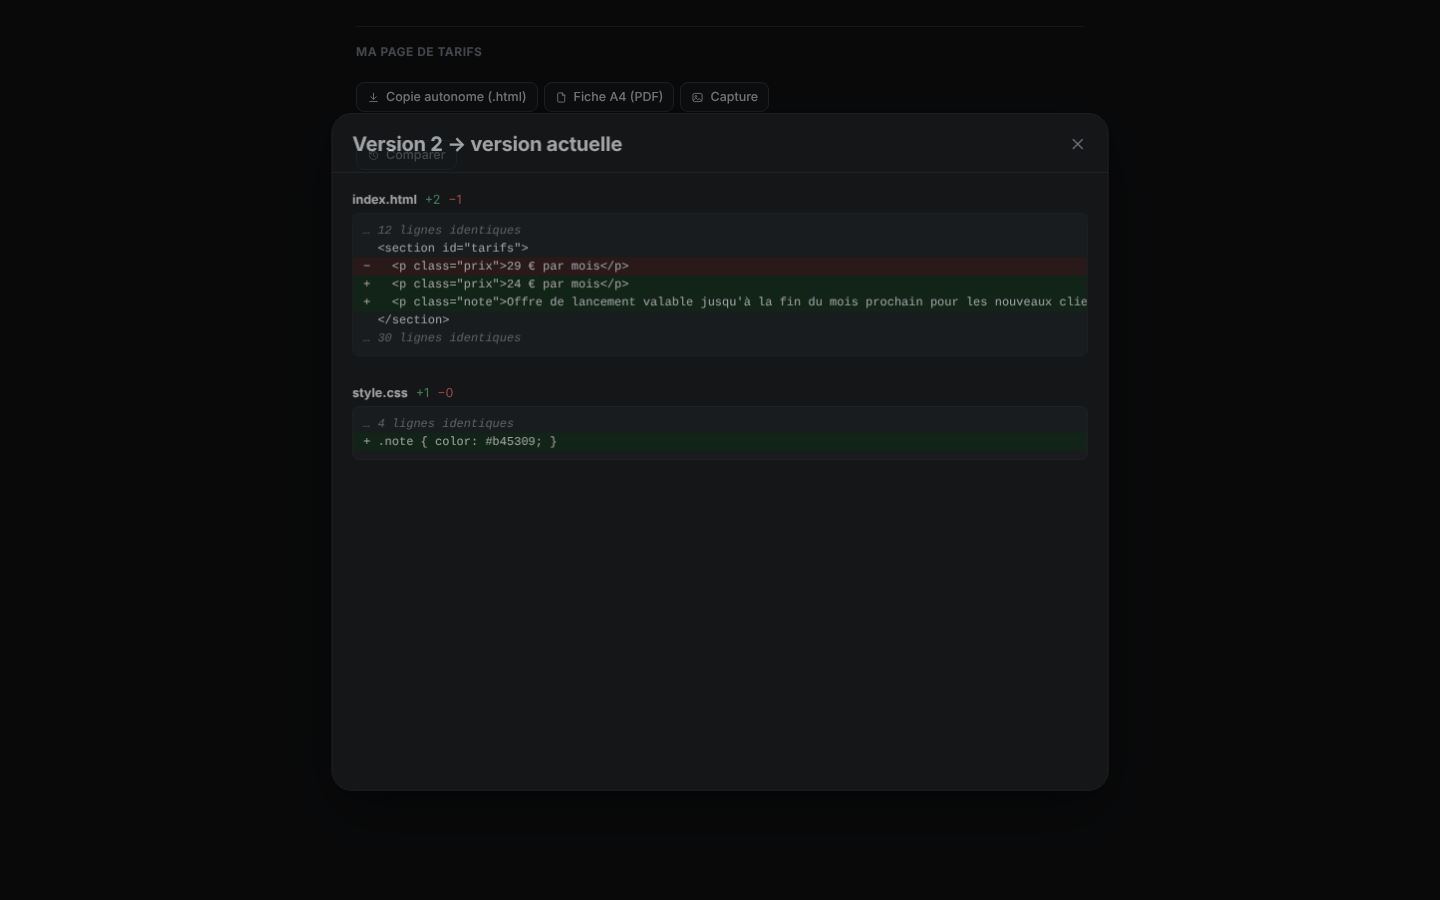 MA PAGE DE TARIFS
Copie autonome (.html) Fiche A4 (PDF) Capture
Version 2 → version actuelle
Comparer
index.html +2 −1
… 12 lignes identiques
<section id="tarifs">
− <p class="prix">29 € par mois</p>
+ <p class="prix">24 € par mois</p>
+ <p class="note">Offre de lancement valable jusqu'à la fin du mois prochain pour les nouveaux clie
</section>
… 30 lignes identiques
style.css +1 −0
… 4 lignes identiques
+ .note { color: #b45309; }